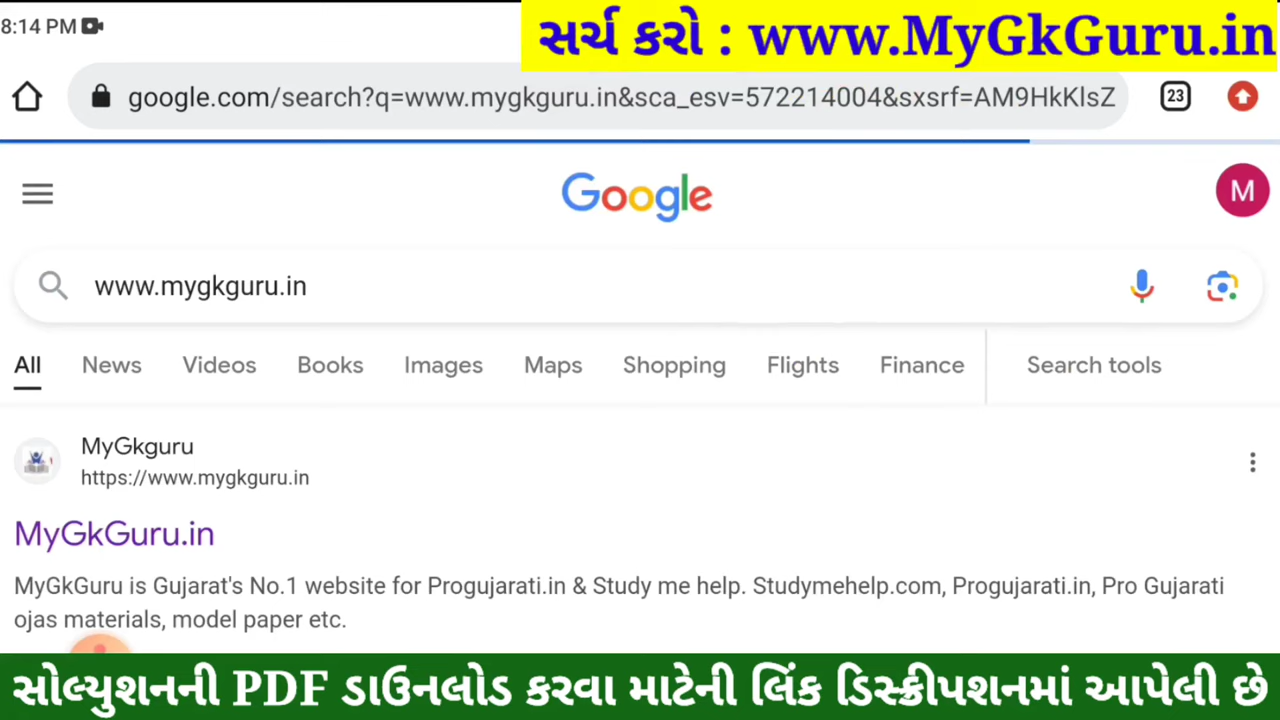 8:14 PM
સર્ચ કરો : www.MyGkGuru.in
google.com/search?q=www.mygkguru.in&sca_esv=572214004&sxsrf=AM9HkKlsZ
23
Google
M
www.mygkguru.in
All News Videos Books Images Maps Shopping Flights Finance Search tools
MyGkguru
https://www.mygkguru.in
MyGkGuru.in
MyGkGuru is Gujarat's No.1 website for Progujarati.in & Study me help. Studymehelp.com, Progujarati.in, Pro Gujarati
ojas materials, model paper etc.
સોલ્યુશનની PDF ડાઉનલોડ કરવા માટેની લિંક ડિસ્ક્રીપશનમાં આપેલી છે